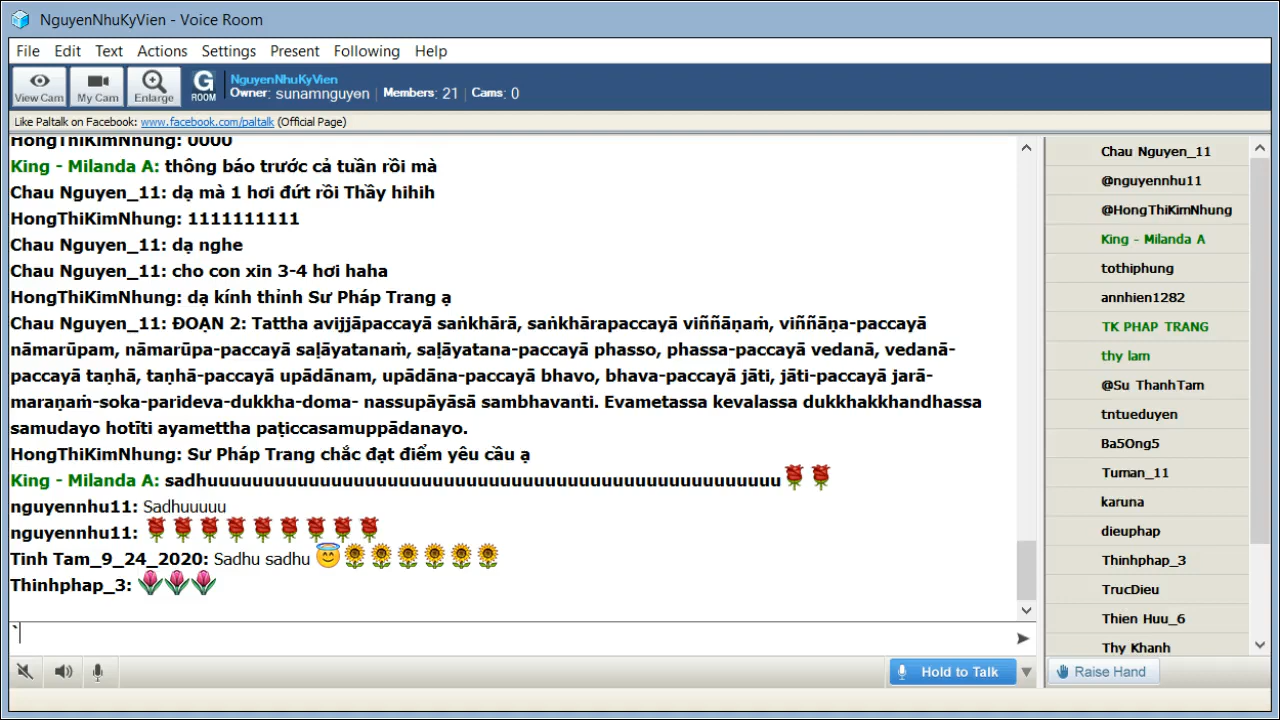 NguyenNhuKyVien - Voice Room
File Edit Text Actions Settings Present Following Help
View Cam My Cam Enlarge G ROOM
NguyenNhuKyVien
Owner: sunamnguyen | Members: 21 | Cams: 0
Like Paltalk on Facebook: www.facebook.com/paltalk (Official Page)
HongThiKimNhung: 0000
King - Milanda A: thông báo trước cả tuần rồi mà
Chau Nguyen_11: dạ mà 1 hơi đứt rồi Thầy hihih
HongThiKimNhung: 1111111111
Chau Nguyen_11: dạ nghe
Chau Nguyen_11: cho con xin 3-4 hơi haha
HongThiKimNhung: dạ kính thỉnh Sư Pháp Trang ạ
Chau Nguyen_11: ĐOẠN 2: Tattha avijjāpaccayā saṅkhārā, saṅkhārapaccayā viññāṇaṁ, viññāṇa-paccayā
nāmarūpam, nāmarūpa-paccayā saḷāyatanaṁ, saḷāyatana-paccayā phasso, phassa-paccayā vedanā, vedanā-
paccayā taṇhā, taṇhā-paccayā upādānam, upādāna-paccayā bhavo, bhava-paccayā jāti, jāti-paccayā jarā-
maraṇaṁ-soka-parideva-dukkha-doma- nassupāyāsā sambhavanti. Evametassa kevalassa dukkhakkhandhassa
samudayo hotīti ayamettha paṭiccasamuppādanayo.
HongThiKimNhung: Sư Pháp Trang chắc đạt điểm yêu cầu ạ
King - Milanda A: sadhuuuuuuuuuuuuuuuuuuuuuuuuuuuuuuuuuuuuuuuuuuuuuuuuuuu
nguyennhu11: Sadhuuuuu
nguyennhu11:
Tinh Tam_9_24_2020: Sadhu sadhu
Thinhphap_3:
`
Hold to Talk
Chau Nguyen_11
@nguyennhu11
@HongThiKimNhung
King - Milanda A
tothiphung
annhien1282
TK PHAP TRANG
thy lam
@Su ThanhTam
tntueduyen
Ba5Ong5
Tuman_11
karuna
dieuphap
Thinhphap_3
TrucDieu
Thien Huu_6
Thy Khanh
Raise Hand